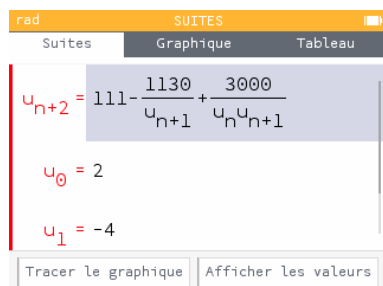 rad SUITES
Suites Graphique Tableau
uₙ₊₂ = 111-1130/uₙ₊₁+3000/uₙuₙ₊₁
u₀ = 2
u₁ = -4
Tracer le graphique Afficher les valeurs